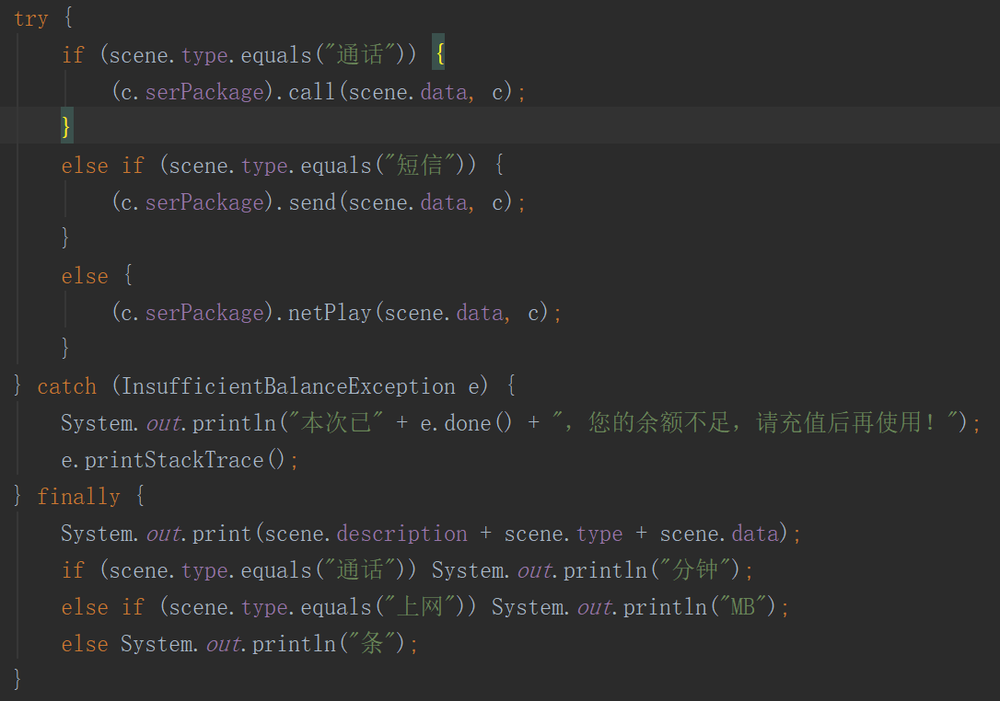 try {
    if (scene.type.equals("通话")) {
        (c.serPackage).call(scene.data, c);
    }
    else if (scene.type.equals("短信")) {
        (c.serPackage).send(scene.data, c);
    }
    else {
        (c.serPackage).netPlay(scene.data, c);
    }
} catch (InsufficientBalanceException e) {
    System.out.println("本次已" + e.done() + ", 您的余额不足, 请充值后再使用! ");
    e.printStackTrace();
} finally {
    System.out.print(scene.description + scene.type + scene.data);
    if (scene.type.equals("通话")) System.out.println("分钟");
    else if (scene.type.equals("上网")) System.out.println("MB");
    else System.out.println("条");
}